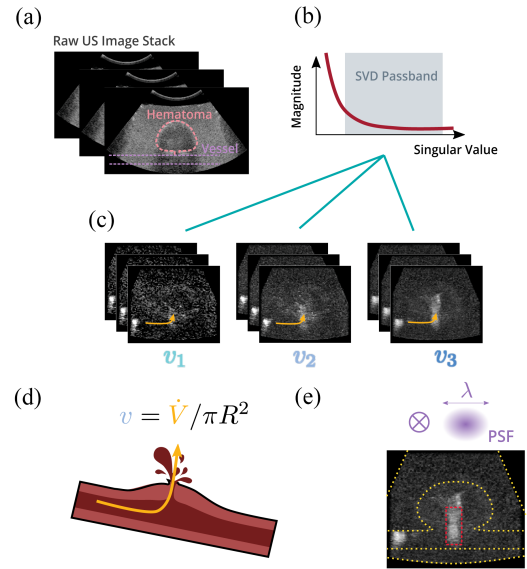 (a)
Raw US Image Stack
Hematoma
Vessel
(b)
Magnitude
SVD Passband
Singular Value
(c)
v₁ v₂ v₃
(d)
v = V̇/πR²
(e)
λ
⊗
PSF